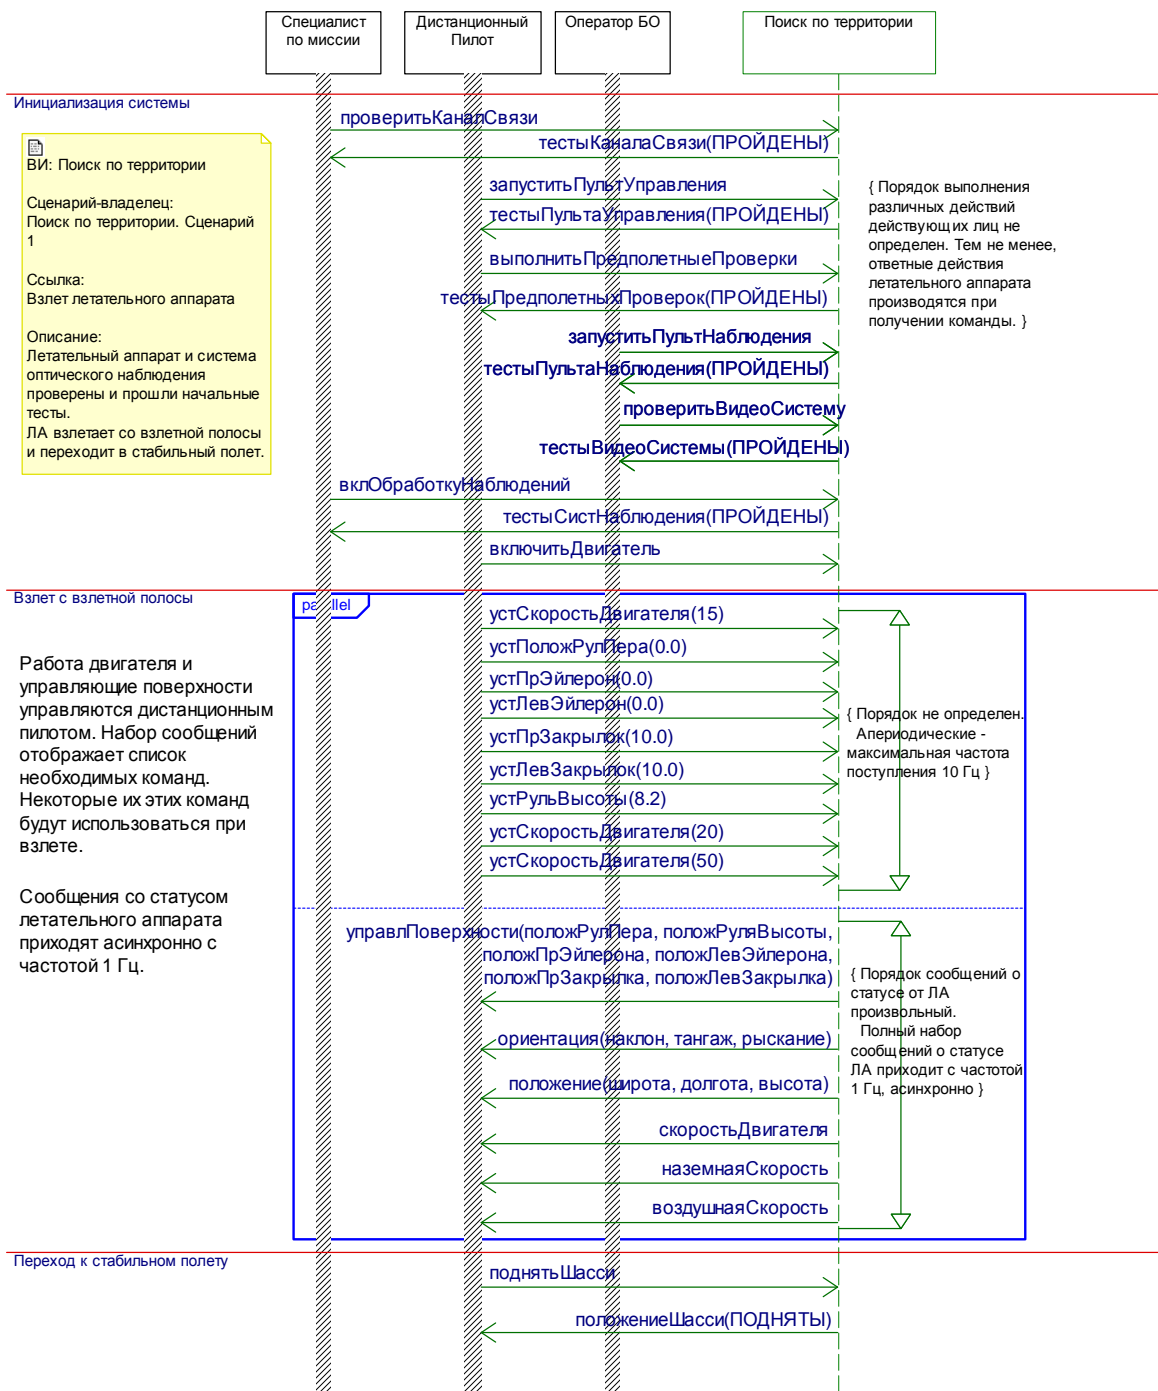 Специалист
по миссии
Дистанционный
Пилот
Оператор БО
Поиск по территории
Инициализация системы
проверитьКаналСвязи
тестыКаналаСвязи(ПРОЙДЕНЫ)
ВИ: Поиск по территории
Сценарий-владелец:
Поиск по территории. Сценарий
1
Ссылка:
Взлет летательного аппарата
Описание:
Летательный аппарат и система
оптического наблюдения
проверены и прошли начальные
тесты.
ЛА взлетает со взлетной полосы
и переходит в стабильный полет.
запуститьПультУправления
тестыПультаУправления(ПРОЙДЕНЫ)
выполнитьПредполетныеПроверки
тестыПредполетныхПроверок(ПРОЙДЕНЫ)
{ Порядок выполнения
различных действий
действующих лиц не
определен. Тем не менее,
ответные действия
летательного аппарата
производятся при
получении команды. }
запуститьПультНаблюдения
тестыПультаНаблюдения(ПРОЙДЕНЫ)
проверитьВидеоСистему
тестыВидеоСистемы(ПРОЙДЕНЫ)
вклОбработкуНаблюдений
тестыСистНаблюдения(ПРОЙДЕНЫ)
включитьДвигатель
Взлет с взлетной полосы
parallel
Работа двигателя и
управляющие поверхности
управляются дистанционным
пилотом. Набор сообщений
отображает список
необходимых команд.
Некоторые их этих команд
будут использоваться при
взлете.
Сообщения со статусом
летательного аппарата
приходят асинхронно с
частотой 1 Гц.
устСкоростьДвигателя(15)
устПоложРулПера(0.0)
устПрЭйлерон(0.0)
устЛевЭйлерон(0.0)
устПрЗакрылок(10.0)
устЛевЗакрылок(10.0)
устРульВысоты(8.2)
устСкоростьДвигателя(20)
устСкоростьДвигателя(50)
{ Порядок не определен.
Апериодические -
максимальная частота
поступления 10 Гц }
управлПоверхности(положРулПера, положРуляВысоты,
положПрЭйлерона, положЛевЭйлерона,
положПрЗакрылка, положЛевЗакрылка)
ориентация(наклон, тангаж, рыскание)
положение(широта, долгота, высота)
скоростьДвигателя
наземнаяСкорость
воздушнаяСкорость
{ Порядок сообщений о
статусе от ЛА
произвольный.
Полный набор
сообщений о статусе
ЛА приходит с частотой
1 Гц, асинхронно }
Переход к стабильном полету
поднятьШасси
положениеШасси(ПОДНЯТЫ)